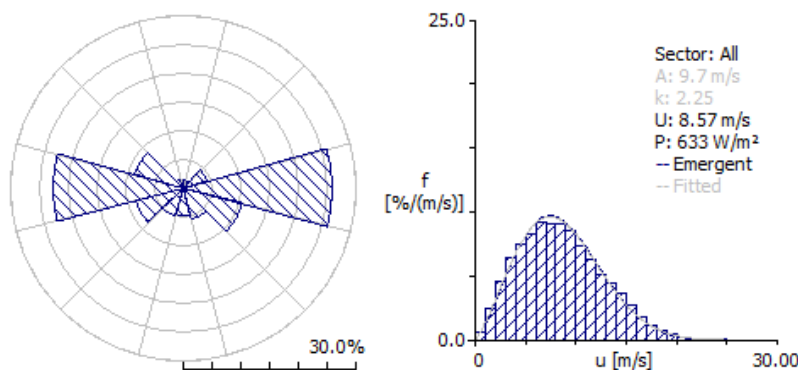 30.0%
25.0
f
[%/(m/s)]
0.0
0
u [m/s]
30.00
Sector: All
A: 9.7 m/s
k: 2.25
U: 8.57 m/s
P: 633 W/m²
-- Emergent
-- Fitted